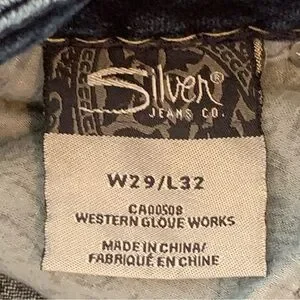 Silver®
JEANS CO.
W29/L32
CA00508
WESTERN GLOVE WORKS
MADE IN CHINA/
FABRIQUÉ EN CHINE